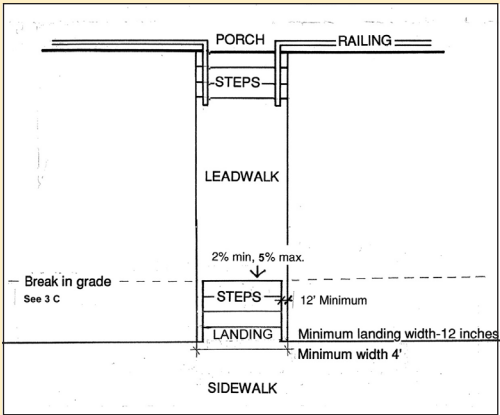 PORCH
RAILING
STEPS
LEADWALK
2% min, 5% max.
Break in grade
See 3 C
STEPS
12' Minimum
LANDING
Minimum landing width-12 inches
Minimum width 4'
SIDEWALK